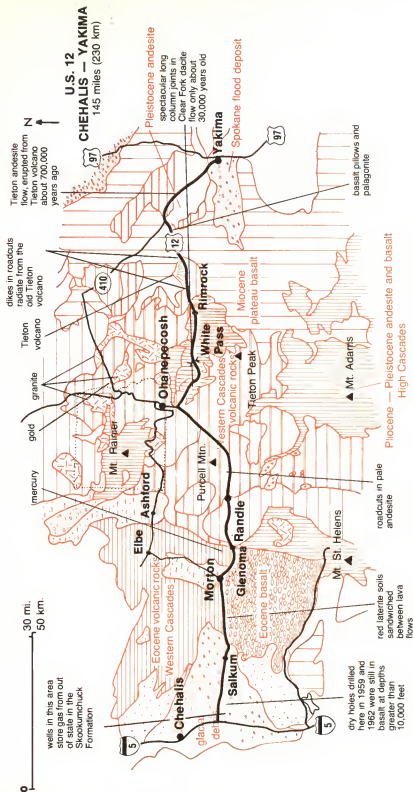 U.S. 12
CHEHALIS — YAKIMA
145 miles (230 km)
N
0
30 mi.
50 km.
wells in this area
store gas from out
of state in the
Skookumchuck
Formation
mercury
gold
granite
Tieton
volcano
dikes in roadcuts
radiate from the
old Tieton
volcano
Tieton andesite
flow, erupted from
Tieton volcano
about 700,000
years ago
Pleistocene andesite
spectacular long
column joints in
Clear Fork dacite
flow only about
30,000 years old
97
410
12
Yakima
Spokane flood deposit
97
Rimrock
Miocene
plateau basalt
White
Pass
Ohanepecosh
Mt. Rainier
Ashford
Elbe
Eocene volcanic rocks
Western Cascades
Western Cascades
volcanic rocks
Tieton Peak
Purcell Mtn.
Randle
Glenoma
Morton
Salkum
Chehalis
5
glacial
Eocene basalt
Mt. St. Helens
Mt. Adams
Pliocene — Pleistocene andesite and basalt
High Cascades
5
dry holes drilled
here in 1959 and
1962 were still in
basalt at depths
greater than
10,000 feet
red laterite soils
sandwiched
between lava
flows
roadcuts in pale
andesite
basalt pillows and
palagonite